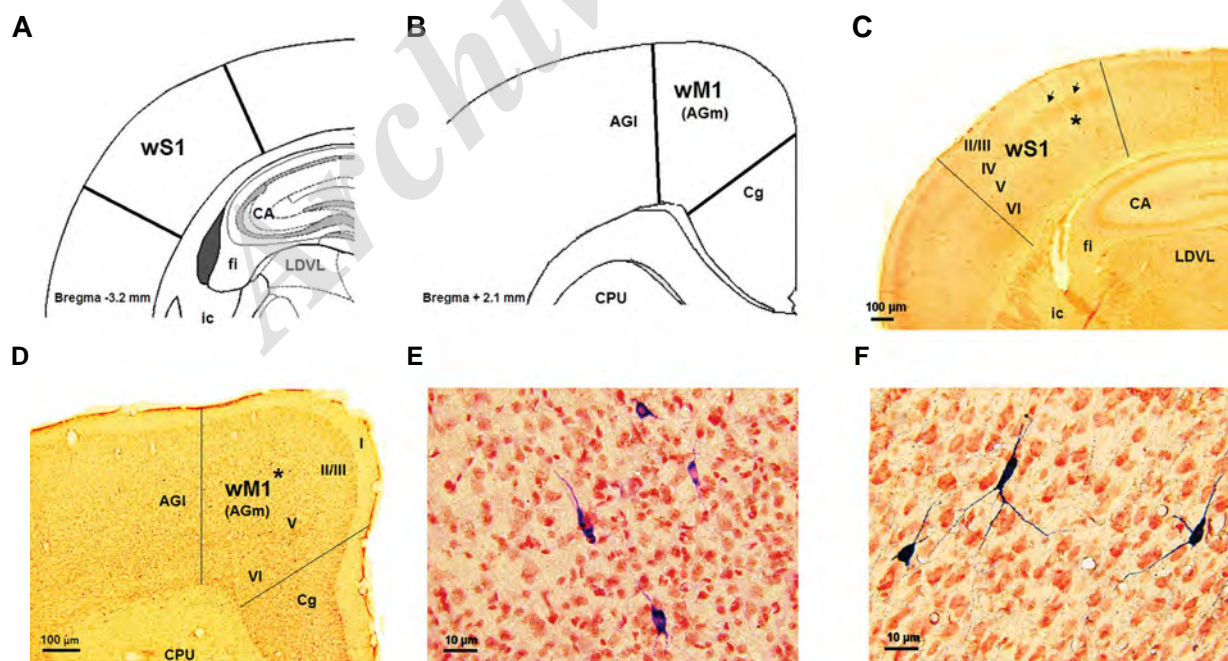 A
wS1
CA
fi
LDVL
Bregma -3.2 mm
ic
B
wM1
(AGm)
AGl
Cg
Bregma + 2.1 mm
CPU
C
II/III
wS1
*
IV
V
VI
CA
fi
LDVL
ic
100 µm
D
I
II/III
AGl
wM1*
(AGm)
V
VI
Cg
100 µm
CPU
E
10 µm
F
10 µm
Archiv